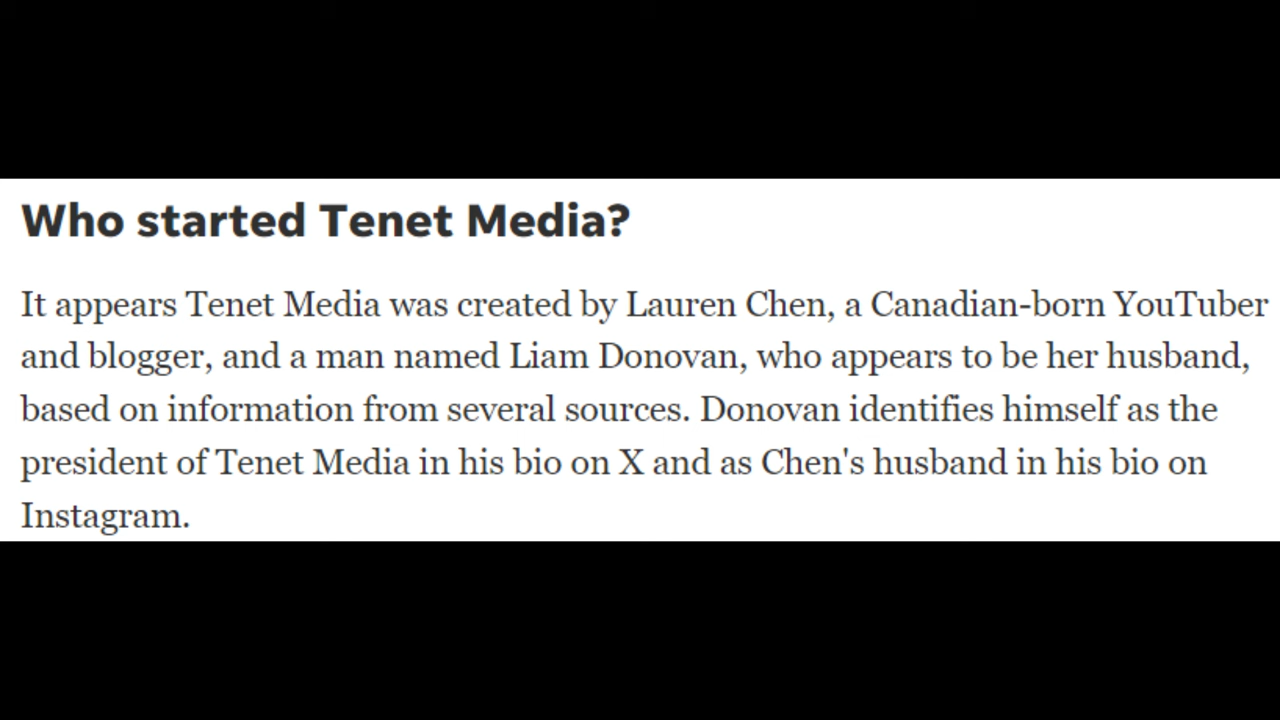 Who started Tenet Media?
It appears Tenet Media was created by Lauren Chen, a Canadian-born YouTuber
and blogger, and a man named Liam Donovan, who appears to be her husband,
based on information from several sources. Donovan identifies himself as the
president of Tenet Media in his bio on X and as Chen's husband in his bio on
Instagram.